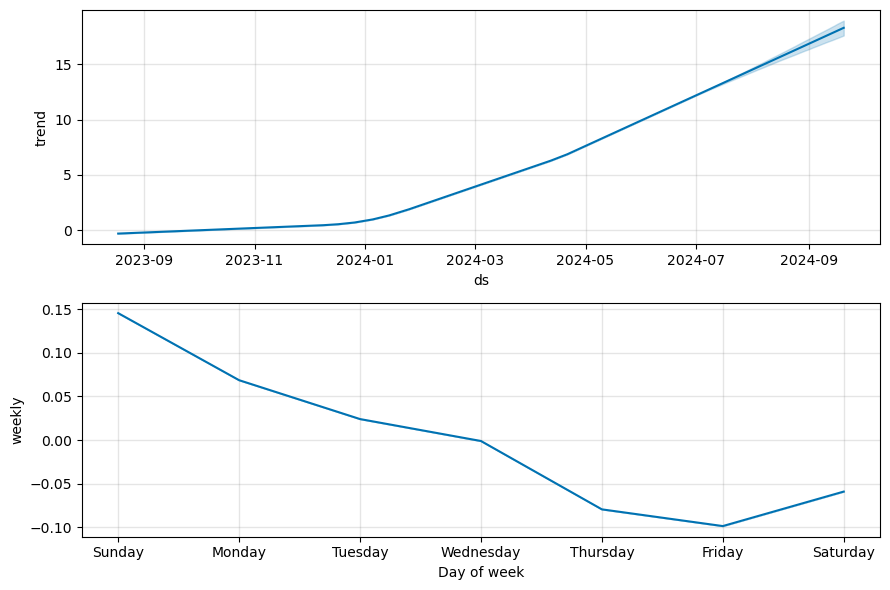 15
10
5
0
trend
2023-09 2023-11 2024-01 2024-03 2024-05 2024-07 2024-09
ds
0.15
0.10
0.05
0.00
−0.05
−0.10
weekly
Sunday Monday Tuesday Wednesday Thursday Friday Saturday
Day of week